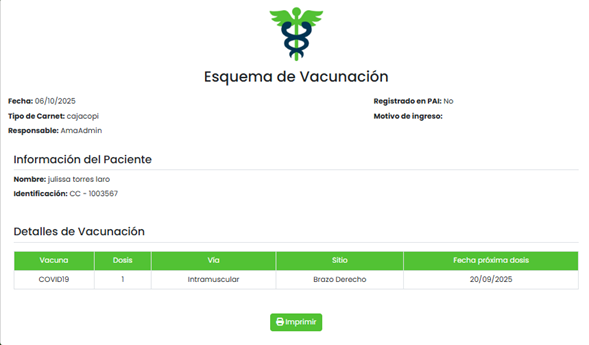 Esquema de Vacunación
Fecha: 06/10/2025 Registrado en PAI: No
Tipo de Carnet: cajacopi Motivo de ingreso:
Responsable: AmaAdmin
Información del Paciente
Nombre: julissa torres laro
Identificación: CC - 1003567
Detalles de Vacunación
Vacuna Dosis Vía Sitio Fecha próxima dosis
COVID19 1 Intramuscular Brazo Derecho 20/09/2025
Imprimir